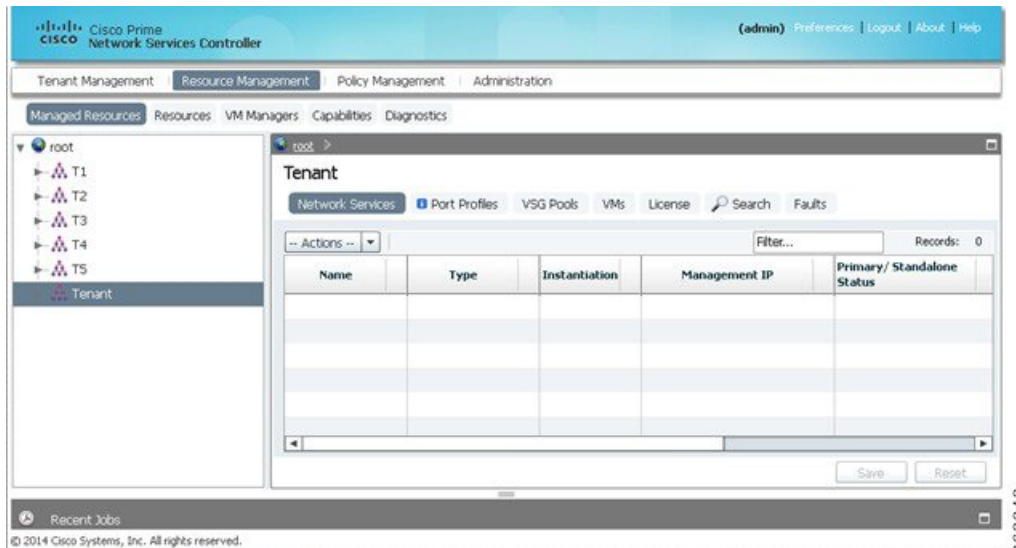 Cisco Prime
CISCO Network Services Controller
(admin) Preferences | Logout | About | Help
Tenant Management | Resource Management | Policy Management | Administration
Managed Resources Resources VM Managers Capabilities Diagnostics
root
T1
T2
T3
T4
T5
Tenant
root >
Tenant
Network Services Port Profiles VSG Pools VMs License Search Faults
-- Actions -- Filter... Records: 0
Name Type Instantiation Management IP Primary/ Standalone Status
Save Reset
Recent Jobs
© 2014 Cisco Systems, Inc. All rights reserved.